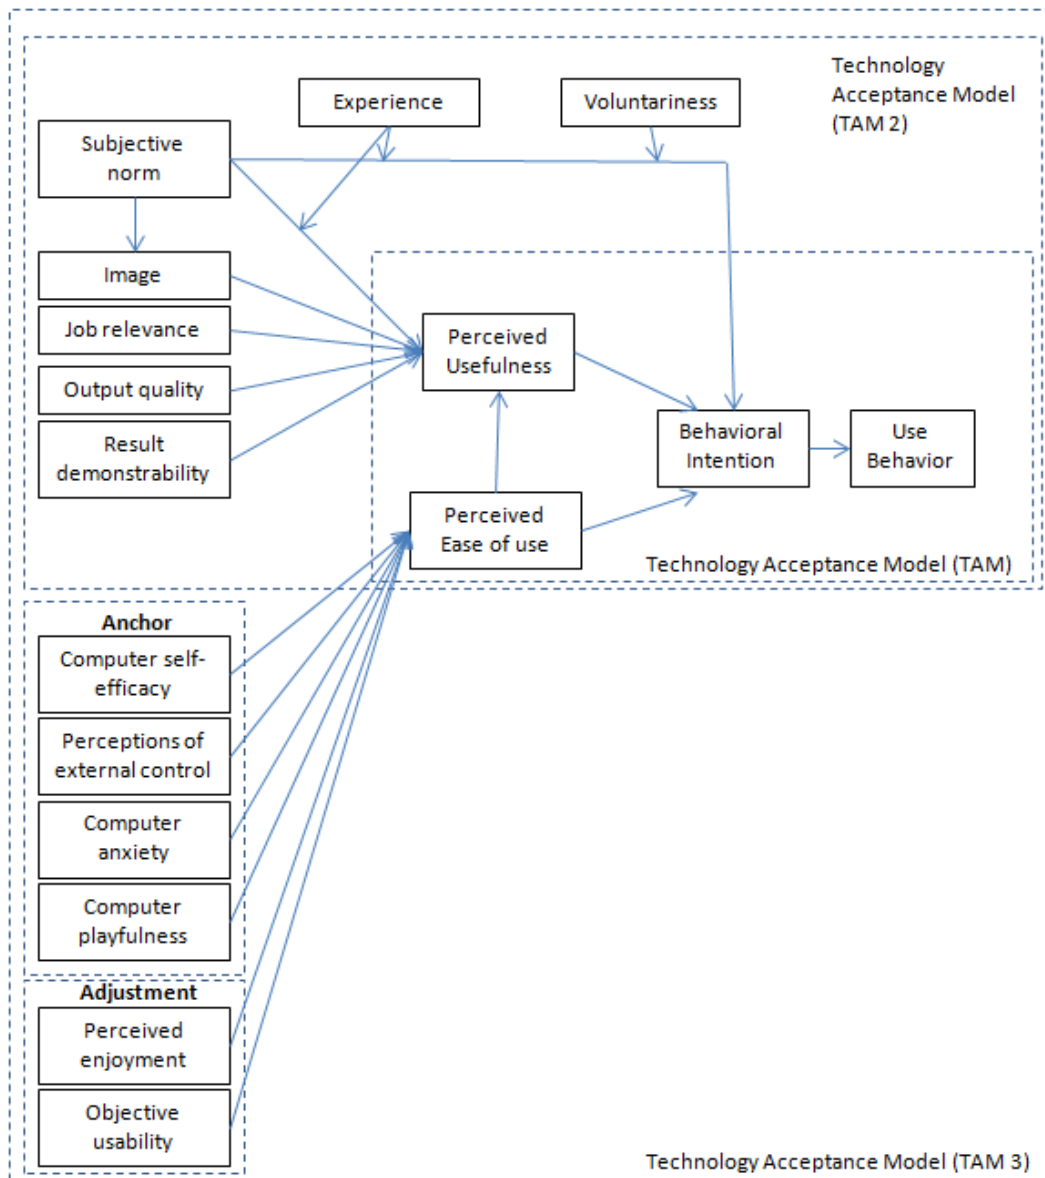 Technology
Acceptance Model
(TAM 2)
Experience
Voluntariness
Subjective
norm
Image
Job relevance
Output quality
Result
demonstrability
Perceived
Usefulness
Behavioral
Intention
Use
Behavior
Perceived
Ease of use
Technology Acceptance Model (TAM)
Anchor
Computer self-
efficacy
Perceptions of
external control
Computer
anxiety
Computer
playfulness
Adjustment
Perceived
enjoyment
Objective
usability
Technology Acceptance Model (TAM 3)